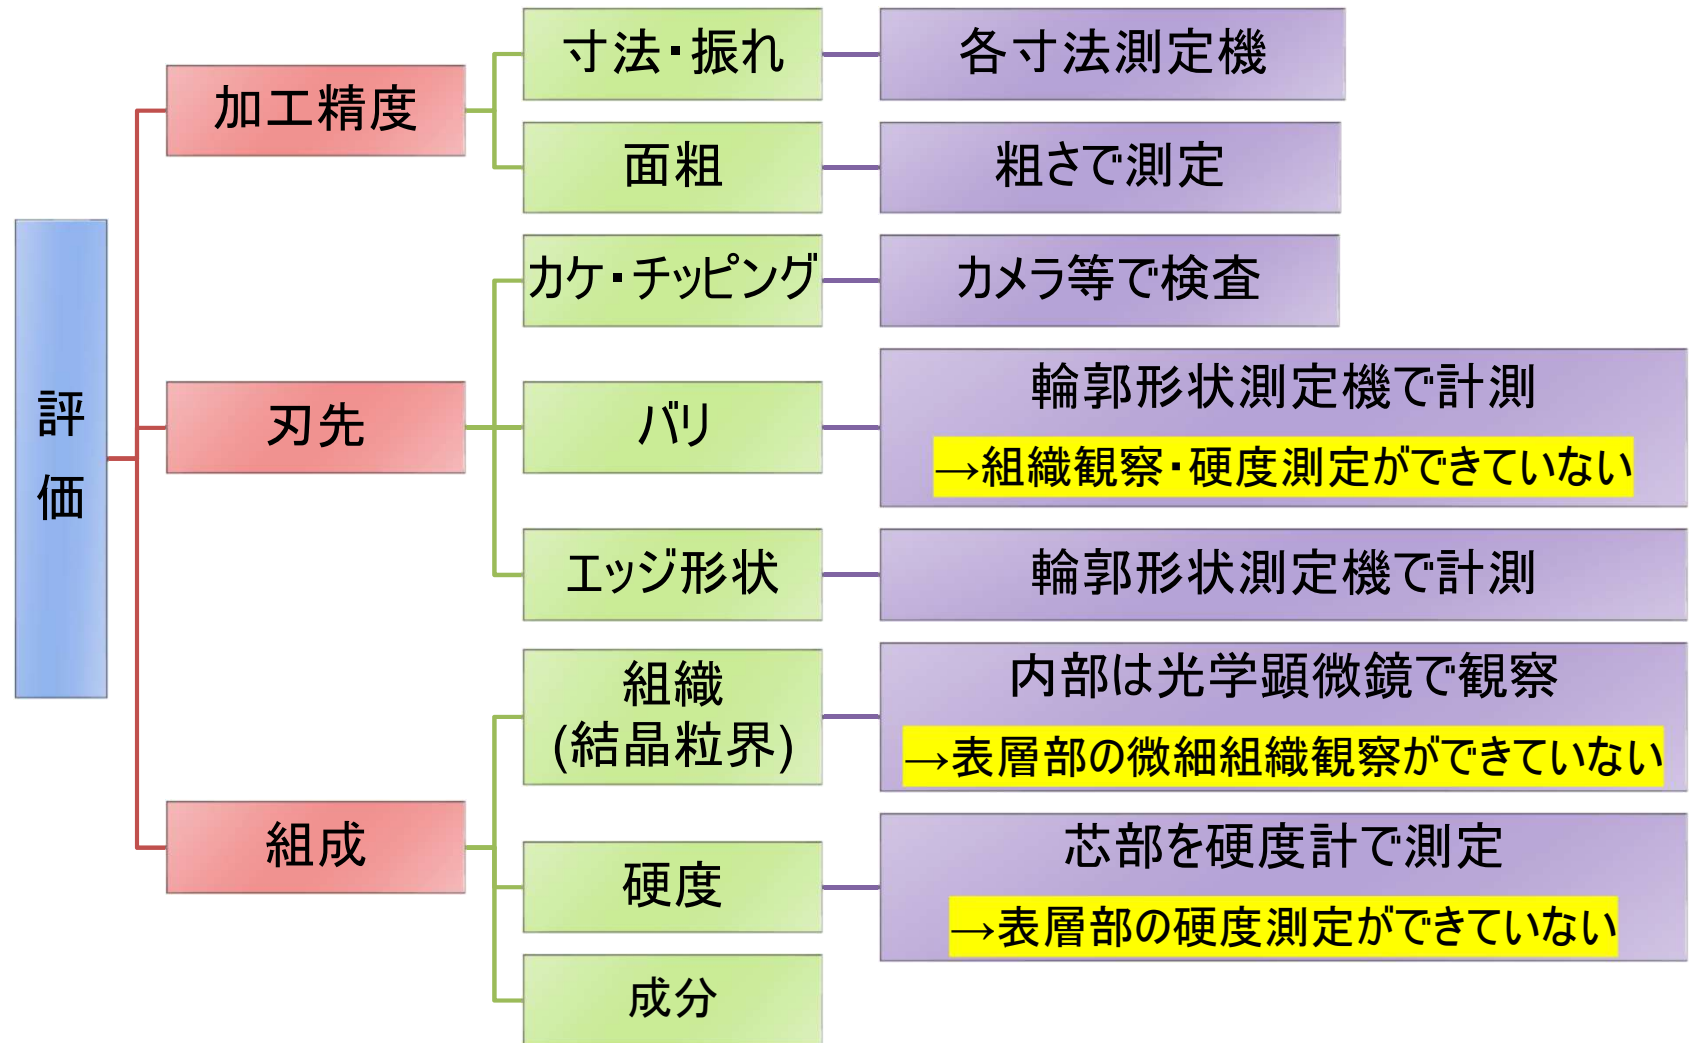 評価
加工精度
寸法・振れ
各寸法測定機
面粗
粗さで測定
刃先
カケ・チッピング
カメラ等で検査
バリ
輪郭形状測定機で計測
→組織観察・硬度測定ができていない
エッジ形状
輪郭形状測定機で計測
組成
組織
(結晶粒界)
内部は光学顕微鏡で観察
→表層部の微細組織観察ができていない
硬度
芯部を硬度計で測定
→表層部の硬度測定ができていない
成分